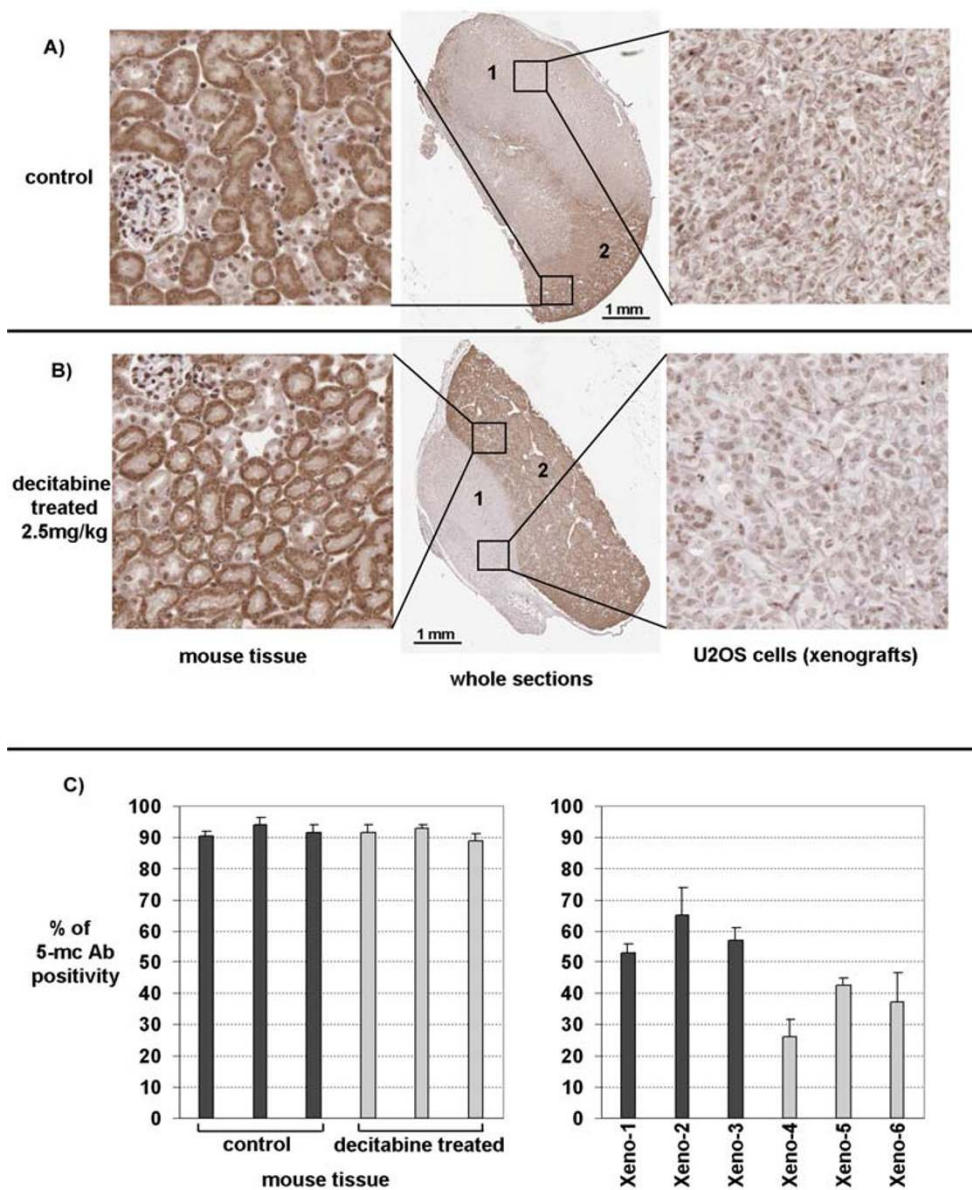 A)
control
1
2
1 mm
B)
decitabine
treated
2.5mg/kg
1
2
1 mm
mouse tissue
whole sections
U2OS cells (xenografts)
C)
% of
5-mc Ab
positivity
100
90
80
70
60
50
40
30
20
10
0
control
decitabine treated
mouse tissue
100
90
80
70
60
50
40
30
20
10
0
Xeno-1
Xeno-2
Xeno-3
Xeno-4
Xeno-5
Xeno-6